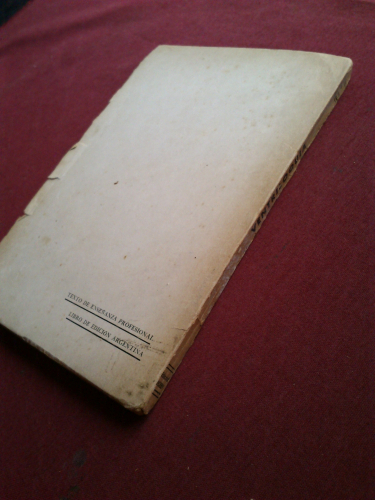 TEXTO DE ENSEÑANZA PROFESIONAL
LIBRO DE EDICION ARGENTINA